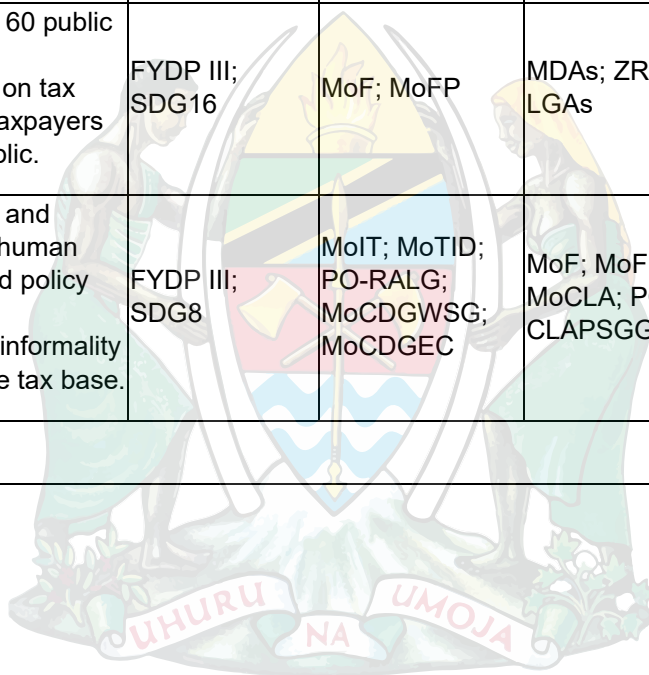 60 public
on tax
axpayers
blic.
FYDP III;
SDG16
MoF; MoFP
MDAs; ZR
LGAs
and
human
d policy
informality
e tax base.
FYDP III;
SDG8
MoIT; MoTID;
PO-RALG;
MoCDGWSG;
MoCDGEC
MoF; MoF
MoCLA; P
CLAPSGG
UHURU NA UMOJA